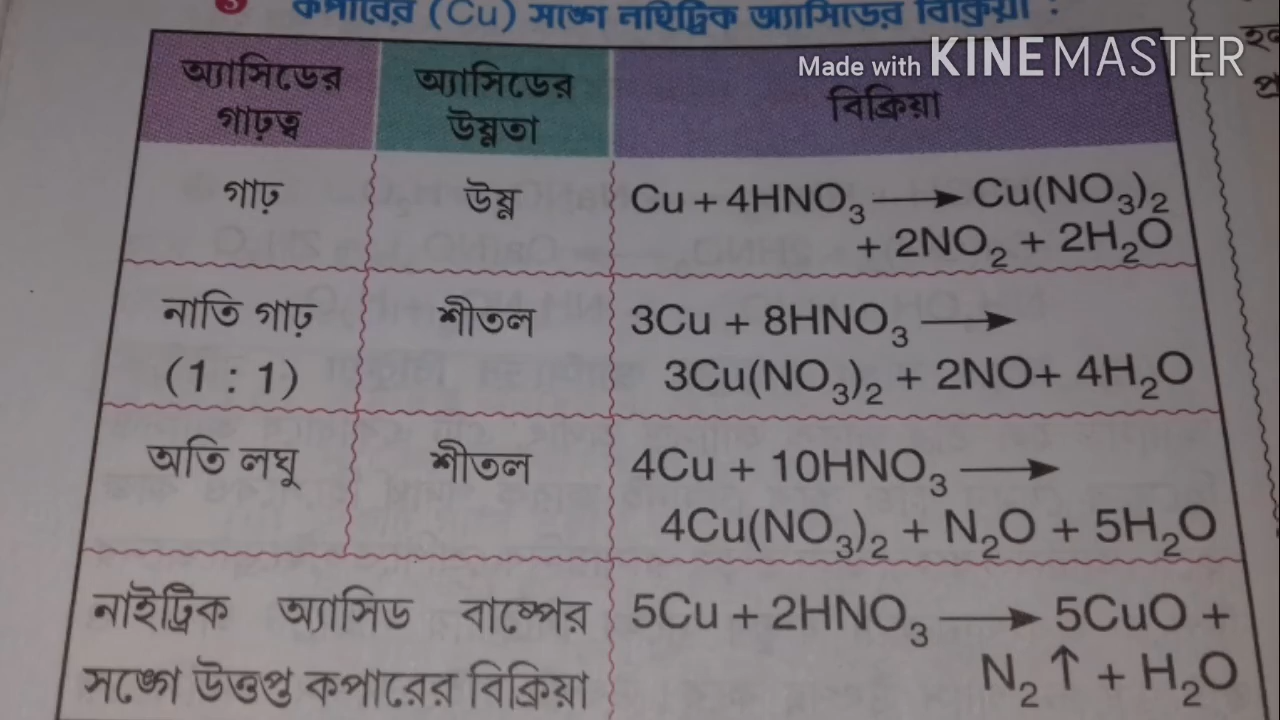 কপারের (Cu) সঙ্গে নাইট্রিক অ্যাসিডের বিক্রিয়া :
Made with KINEMASTER
অ্যাসিডের গাঢ়ত্ব
অ্যাসিডের উষ্ণতা
বিক্রিয়া
গাঢ়
উষ্ণ
Cu + 4HNO₃ ⟶ Cu(NO₃)₂
+ 2NO₂ + 2H₂O
নাতি গাঢ়
(1 : 1)
শীতল
3Cu + 8HNO₃ ⟶
3Cu(NO₃)₂ + 2NO+ 4H₂O
অতি লঘু
শীতল
4Cu + 10HNO₃ ⟶
4Cu(NO₃)₂ + N₂O + 5H₂O
নাইট্রিক অ্যাসিড বাষ্পের
সঙ্গে উত্তপ্ত কপারের বিক্রিয়া
5Cu + 2HNO₃ ⟶ 5CuO +
N₂ ↑ + H₂O